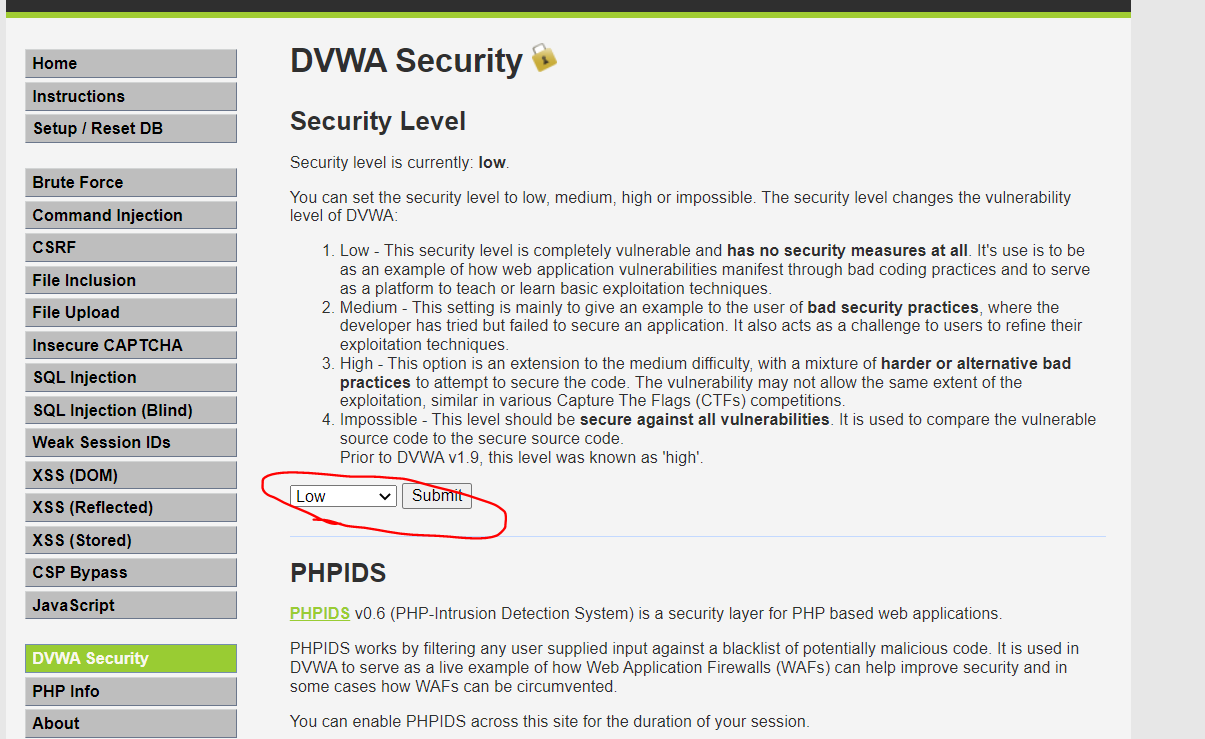 Home
Instructions
Setup / Reset DB
Brute Force
Command Injection
CSRF
File Inclusion
File Upload
Insecure CAPTCHA
SQL Injection
SQL Injection (Blind)
Weak Session IDs
XSS (DOM)
XSS (Reflected)
XSS (Stored)
CSP Bypass
JavaScript
DVWA Security
PHP Info
About
DVWA Security
Security Level
Security level is currently: low.
You can set the security level to low, medium, high or impossible. The security level changes the vulnerability
level of DVWA:
1. Low - This security level is completely vulnerable and has no security measures at all. It's use is to be
as an example of how web application vulnerabilities manifest through bad coding practices and to serve
as a platform to teach or learn basic exploitation techniques.
2. Medium - This setting is mainly to give an example to the user of bad security practices, where the
developer has tried but failed to secure an application. It also acts as a challenge to users to refine their
exploitation techniques.
3. High - This option is an extension to the medium difficulty, with a mixture of harder or alternative bad
practices to attempt to secure the code. The vulnerability may not allow the same extent of the
exploitation, similar in various Capture The Flags (CTFs) competitions.
4. Impossible - This level should be secure against all vulnerabilities. It is used to compare the vulnerable
source code to the secure source code.
Prior to DVWA v1.9, this level was known as 'high'.
Low Submit
PHPIDS
PHPIDS v0.6 (PHP-Intrusion Detection System) is a security layer for PHP based web applications.
PHPIDS works by filtering any user supplied input against a blacklist of potentially malicious code. It is used in
DVWA to serve as a live example of how Web Application Firewalls (WAFs) can help improve security and in
some cases how WAFs can be circumvented.
You can enable PHPIDS across this site for the duration of your session.